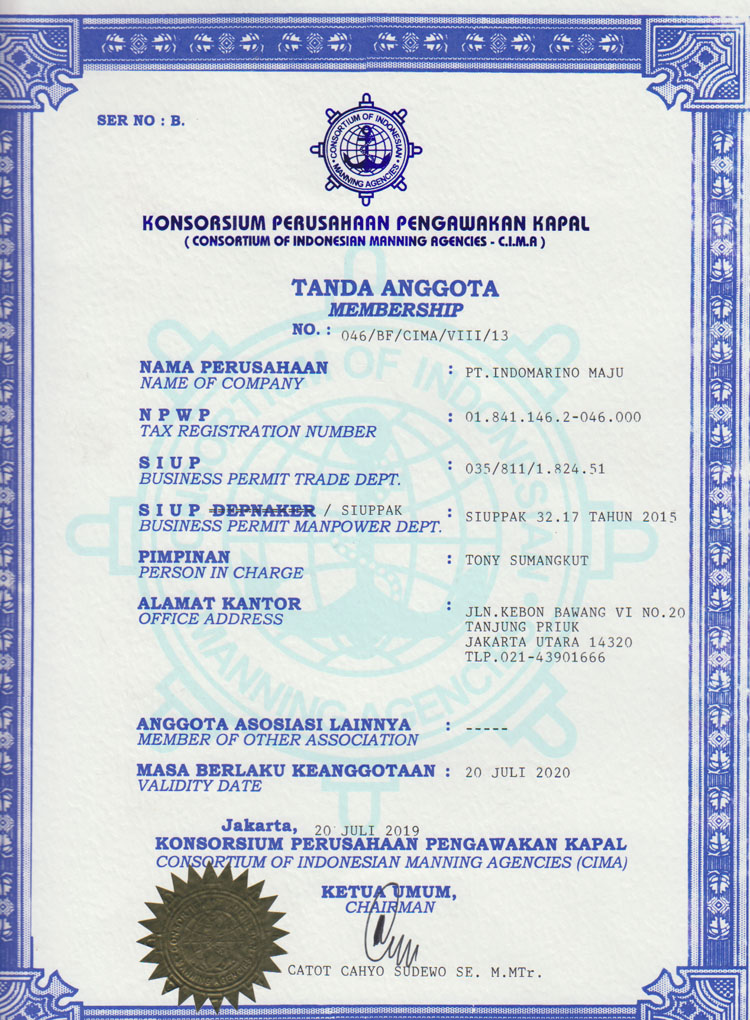 SER NO : B.
CONSORTIUM OF INDONESIAN
MANNING AGENCIES
KONSORSIUM PERUSAHAAN PENGAWAKAN KAPAL
( CONSORTIUM OF INDONESIAN MANNING AGENCIES - C.I.M.A )
TANDA ANGGOTA
MEMBERSHIP
NO. : 046/BF/CIMA/VIII/13
NAMA PERUSAHAAN : PT.INDOMARINO MAJU
NAME OF COMPANY
N P W P : 01.841.146.2-046.000
TAX REGISTRATION NUMBER
S I U P : 035/811/1.824.51
BUSINESS PERMIT TRADE DEPT.
S I U P DEPNAKER / SIUPPAK : SIUPPAK 32.17 TAHUN 2015
BUSINESS PERMIT MANPOWER DEPT.
PIMPINAN : TONY SUMANGKUT
PERSON IN CHARGE
ALAMAT KANTOR : JLN.KEBON BAWANG VI NO.20
OFFICE ADDRESS
TANJUNG PRIUK
JAKARTA UTARA 14320
TLP.021-43901666
ANGGOTA ASOSIASI LAINNYA : -----
MEMBER OF OTHER ASSOCIATION
MASA BERLAKU KEANGGOTAAN : 20 JULI 2020
VALIDITY DATE
Jakarta, 20 JULI 2019
KONSORSIUM PERUSAHAAN PENGAWAKAN KAPAL
CONSORTIUM OF INDONESIAN MANNING AGENCIES (CIMA)
KETUA UMUM,
CHAIRMAN
CATOT CAHYO SUDEWO SE. M.MTr.